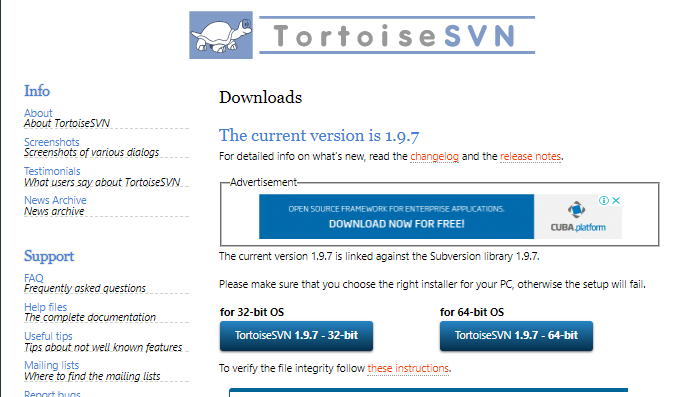 TortoiseSVN
Info
About
About TortoiseSVN
Screenshots
Screenshots of various dialogs
Testimonials
What users say about TortoiseSVN
News Archive
News archive
Support
FAQ
Frequently asked questions
Help files
The complete documentation
Useful tips
Tips about not well known features
Mailing lists
Where to find the mailing lists
Report bugs
Downloads
The current version is 1.9.7
For detailed info on what's new, read the changelog and the release notes.
Advertisement
OPEN SOURCE FRAMEWORK FOR ENTERPRISE APPLICATIONS.
DOWNLOAD NOW FOR FREE!
CUBA.platform
The current version 1.9.7 is linked against the Subversion library 1.9.7.
Please make sure that you choose the right installer for your PC, otherwise the setup will fail.
for 32-bit OS
TortoiseSVN 1.9.7 - 32-bit
for 64-bit OS
TortoiseSVN 1.9.7 - 64-bit
To verify the file integrity follow these instructions.